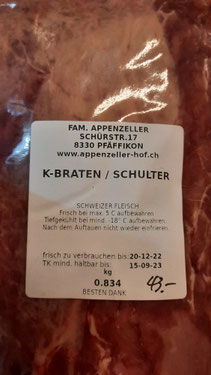 FAM. APPENZELLER
SCHÜRSTR.17
8330 PFÄFFIKON
www.appenzeller-hof.ch
K-BRATEN / SCHULTER
SCHWEIZER FLEISCH
Frisch bei max. 5 C aufbewahren
Tiefgekühlt bei mind. -18° C aufbewahren
Nach dem Auftauen nicht wieder einfrieren
frisch zu verbrauchen bis: 20-12-22
TK mind. haltbar bis: 15-09-23
kg
0.834 43.-
BESTEN DANK